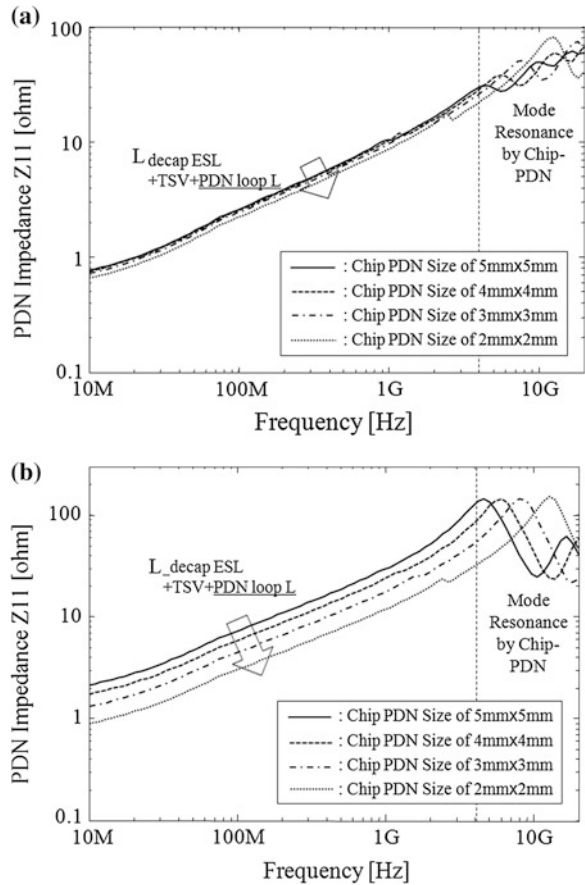 (a)
100
10
1
0.1
PDN Impedance Z11 [ohm]
L decap ESL
+TSV+PDN loop L
Mode
Resonance
by Chip-
PDN
: Chip PDN Size of 5mmx5mm
: Chip PDN Size of 4mmx4mm
: Chip PDN Size of 3mmx3mm
: Chip PDN Size of 2mmx2mm
10M 100M 1G 10G
Frequency [Hz]
(b)
100
10
1
0.1
PDN Impedance Z11 [ohm]
L_decap ESL
+TSV+PDN loop L
Mode
Resonance
by Chip-
PDN
: Chip PDN Size of 5mmx5mm
: Chip PDN Size of 4mmx4mm
: Chip PDN Size of 3mmx3mm
: Chip PDN Size of 2mmx2mm
10M 100M 1G 10G
Frequency [Hz]